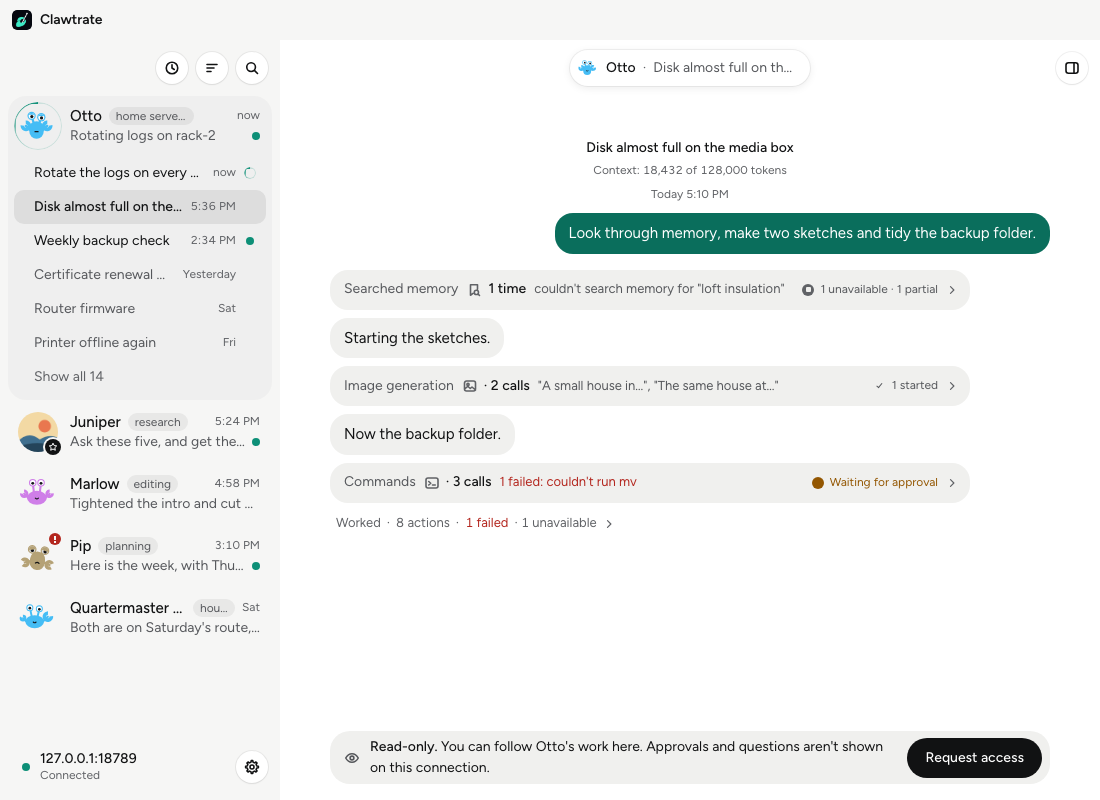 Clawtrate
Otto home serve... now
Rotating logs on rack-2
Rotate the logs on every ... now
Disk almost full on the... 5:36 PM
Weekly backup check 2:34 PM
Certificate renewal ... Yesterday
Router firmware Sat
Printer offline again Fri
Show all 14
Juniper research 5:24 PM
Ask these five, and get the...
Marlow editing 4:58 PM
Tightened the intro and cut ...
Pip planning 3:10 PM
Here is the week, with Thu...
Quartermaster ... hou... Sat
Both are on Saturday's route,...
127.0.0.1:18789
Connected
Otto · Disk almost full on th...
Disk almost full on the media box
Context: 18,432 of 128,000 tokens
Today 5:10 PM
Look through memory, make two sketches and tidy the backup folder.
Searched memory 1 time couldn't search memory for "loft insulation" 1 unavailable · 1 partial
Starting the sketches.
Image generation · 2 calls "A small house in...", "The same house at..." ✓ 1 started
Now the backup folder.
Commands · 3 calls 1 failed: couldn't run mv Waiting for approval
Worked · 8 actions · 1 failed · 1 unavailable
Read-only. You can follow Otto's work here. Approvals and questions aren't shown
on this connection.
Request access